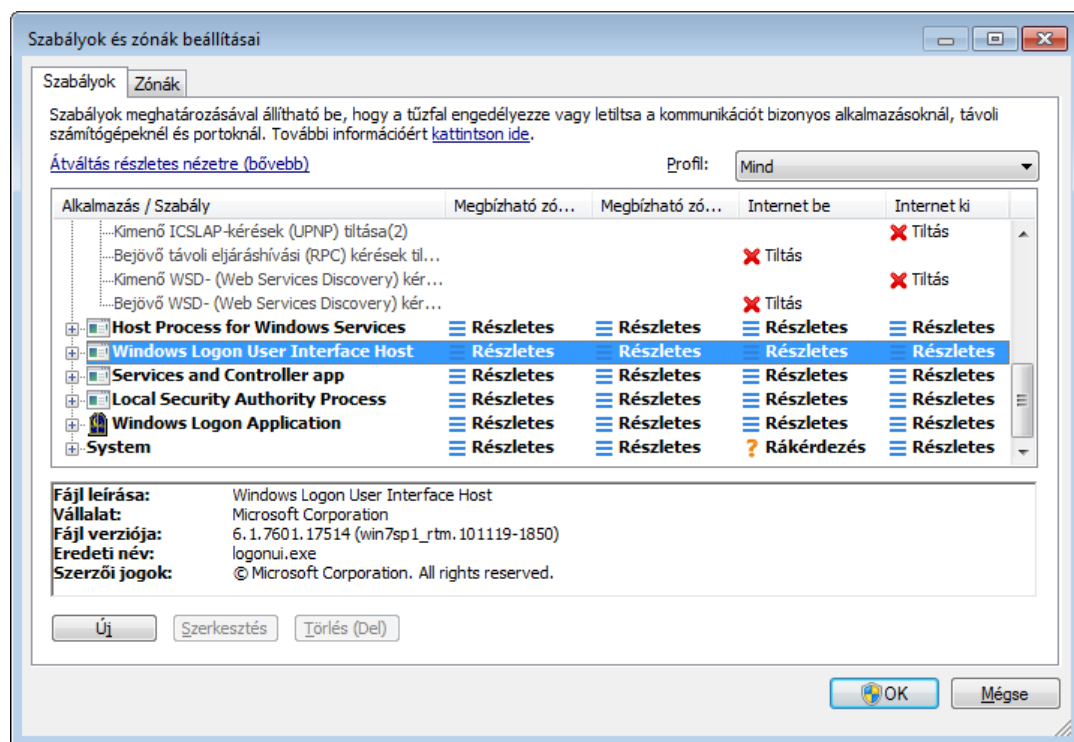 Szabályok és zónák beállításai
Szabályok Zónák
Szabályok meghatározásával állítható be, hogy a tűzfal engedélyezze vagy letiltsa a kommunikációt bizonyos alkalmazásoknál, távoli
számítógépeknél és portoknál. További információért kattintson ide.
Átváltás részletes nézetre (bővebb) Profil: Mind
Alkalmazás / Szabály Megbízható zó... Megbízható zó... Internet be Internet ki
Kimenő ICSLAP-kérések (UPNP) tiltása(2) Tiltás
Bejövő távoli eljáráshívási (RPC) kérések til... Tiltás
Kimenő WSD- (Web Services Discovery) kér... Tiltás
Bejövő WSD- (Web Services Discovery) kér... Tiltás
Host Process for Windows Services Részletes Részletes Részletes Részletes
Windows Logon User Interface Host Részletes Részletes Részletes Részletes
Services and Controller app Részletes Részletes Részletes Részletes
Local Security Authority Process Részletes Részletes Részletes Részletes
Windows Logon Application Részletes Részletes Részletes Részletes
System Részletes Részletes ? Rákérdezés Részletes
Fájl leírása: Windows Logon User Interface Host
Vállalat: Microsoft Corporation
Fájl verziója: 6.1.7601.17514 (win7sp1_rtm.101119-1850)
Eredeti név: logonui.exe
Szerzői jogok: © Microsoft Corporation. All rights reserved.
Új Szerkesztés Törlés (Del)
OK Mégse